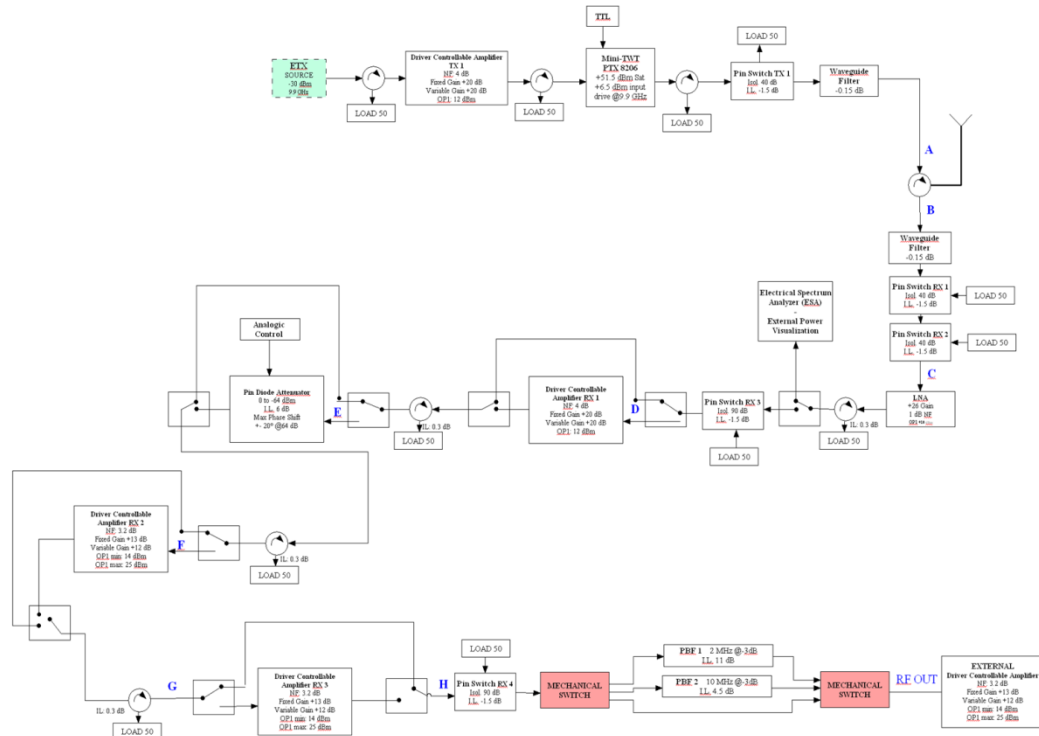 TTL
LOAD 50
ETX
SOURCE
-30 dBm
9.9 GHz
LOAD 50
Driver Controllable Amplifier
TX 1
NF: 4 dB
Fixed Gain +20 dB
Variable Gain +20 dB
OP1: 12 dBm
LOAD 50
Mini-TWT
PTX 8206
+51.5 dBm Sat
+6.5 dBm input
drive @9.9 GHz
LOAD 50
Pin Switch TX 1
Isol. 40 dB
I.L. -1.5 dB
Waveguide
Filter
-0.15 dB
A
B
Waveguide
Filter
-0.15 dB
Pin Switch RX 1
Isol: 48 dB
I.L. -1.5 dB
LOAD 50
Pin Switch RX 2
Isol: 48 dB
I.L. -1.5 dB
LOAD 50
C
LNA
+26 Gain
1 dB NF
Electrical Spectrum
Analyzer (ESA)
-
External Power
Visualization
IL: 0.3 dB
LOAD 50
Pin Switch RX 3
Isol: 90 dB
I.L. -1.5 dB
LOAD 50
D
Driver Controllable
Amplifier RX 1
NF: 4 dB
Fixed Gain +20 dB
Variable Gain +20 dB
OP1: 12 dBm
IL: 0.3 dB
LOAD 50
E
Analogic
Control
Pin Diode Attenuator
0 to -64 dBm
I.L. 6 dB
Max Phase Shift
+- 20° @64 dB
IL: 0.3 dB
LOAD 50
F
Driver Controllable
Amplifier RX 2
NF: 3.2 dB
Fixed Gain +13 dB
Variable Gain +12 dB
OP1 min: 14 dBm
OP1 max: 25 dBm
IL: 0.3 dB
LOAD 50
G
Driver Controllable
Amplifier RX 3
NF: 3.2 dB
Fixed Gain +13 dB
Variable Gain +12 dB
OP1 min: 14 dBm
OP1 max: 25 dBm
H
LOAD 50
Pin Switch RX 4
Isol: 90 dB
I.L. -1.5 dB
MECHANICAL
SWITCH
PBF 1 2 MHz @-3dB
I.L. 11 dB
PBF 2 10 MHz @-3dB
I.L. 4.5 dB
MECHANICAL
SWITCH
RF OUT
EXTERNAL
Driver Controllable Amplifier
NF: 3.2 dB
Fixed Gain +13 dB
Variable Gain +12 dB
OP1 min: 14 dBm
OP1 max: 25 dBm